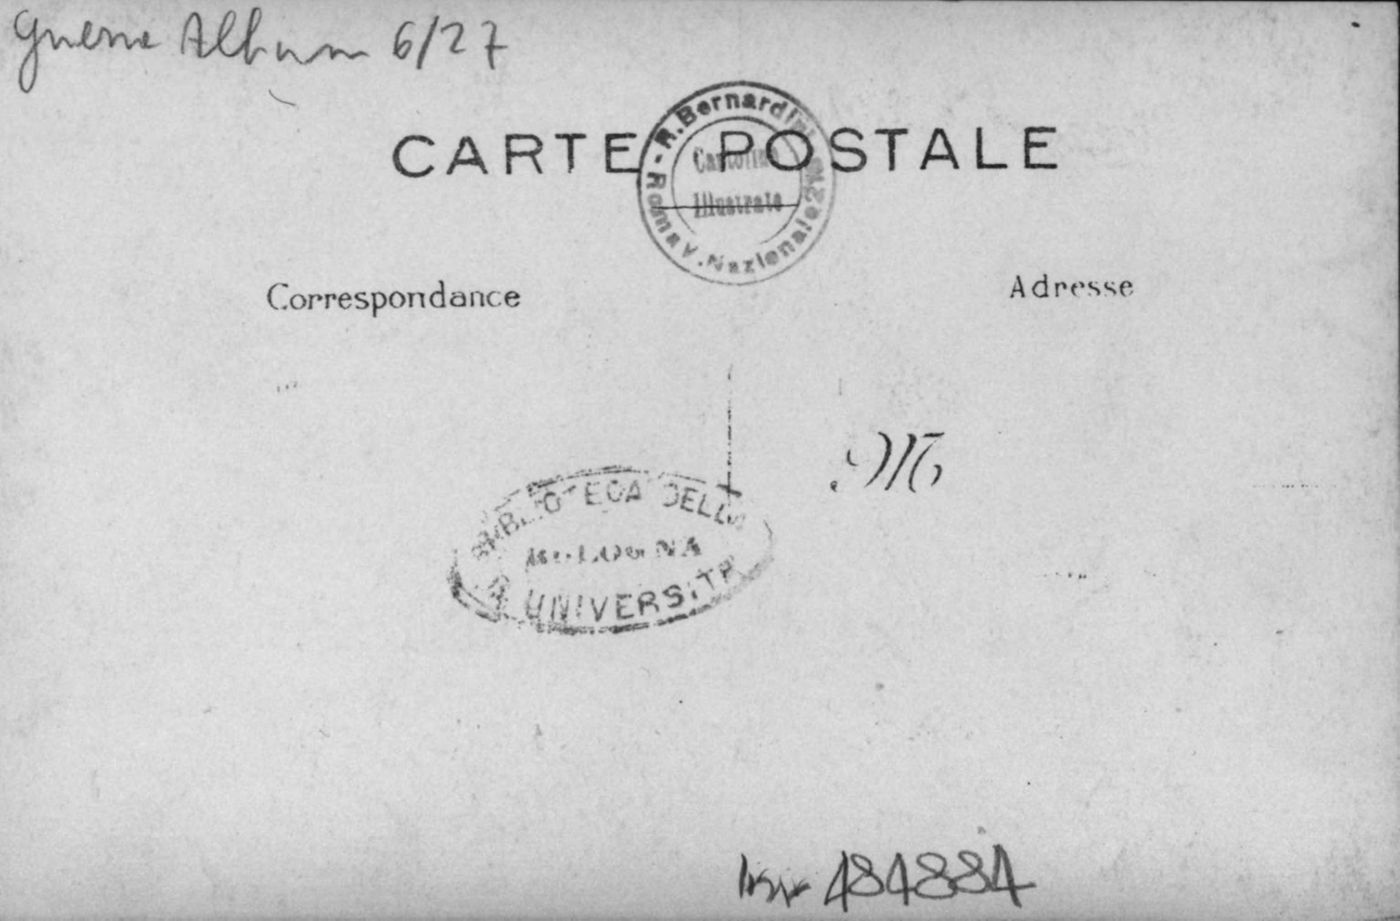 Guerra Album 6/27
CARTE POSTALE
R. Bernardini - Roma V. Nazionale
Cartoline
Illustrate
Correspondance
Adresse
916
BIBLIOTECA DELLA
BOLOGNA
UNIVERSITÀ
Inv 484884